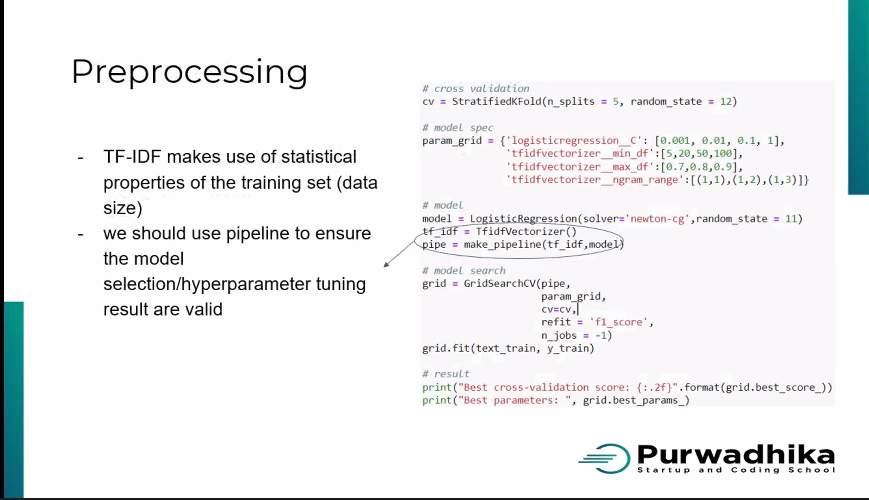 Preprocessing
- TF-IDF makes use of statistical
properties of the training set (data
size)
- we should use pipeline to ensure
the model
selection/hyperparameter tuning
result are valid
# cross validation
cv = StratifiedKFold(n_splits = 5, random_state = 12)
# model spec
param_grid = {'logisticregression__C': [0.001, 0.01, 0.1, 1],
'tfidfvectorizer__min_df':[5,20,50,100],
'tfidfvectorizer__max_df':[0.7,0.8,0.9],
'tfidfvectorizer__ngram_range':[(1,1),(1,2),(1,3)]}
# model
model = LogisticRegression(solver='newton-cg',random_state = 11)
tf_idf = TfidfVectorizer()
pipe = make_pipeline(tf_idf,model)
# model search
grid = GridSearchCV(pipe,
param_grid,
cv=cv,
refit = 'f1_score',
n_jobs = -1)
grid.fit(text_train, y_train)
# result
print("Best cross-validation score: {:.2f}".format(grid.best_score_))
print("Best parameters: ", grid.best_params_)
Purwadhika
Startup and Coding School